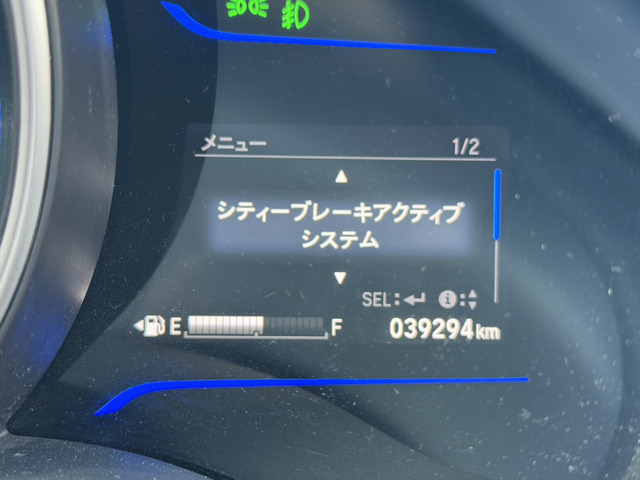 メニュー 1/2
シティーブレーキアクティブ
システム
SEL:
E F 039294km